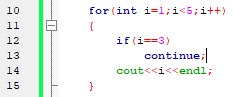 10 for(int i=1;i<5;i++)
11 {
12 if(i==3)
13 continue;
14 cout<<i<<endl;
15 }